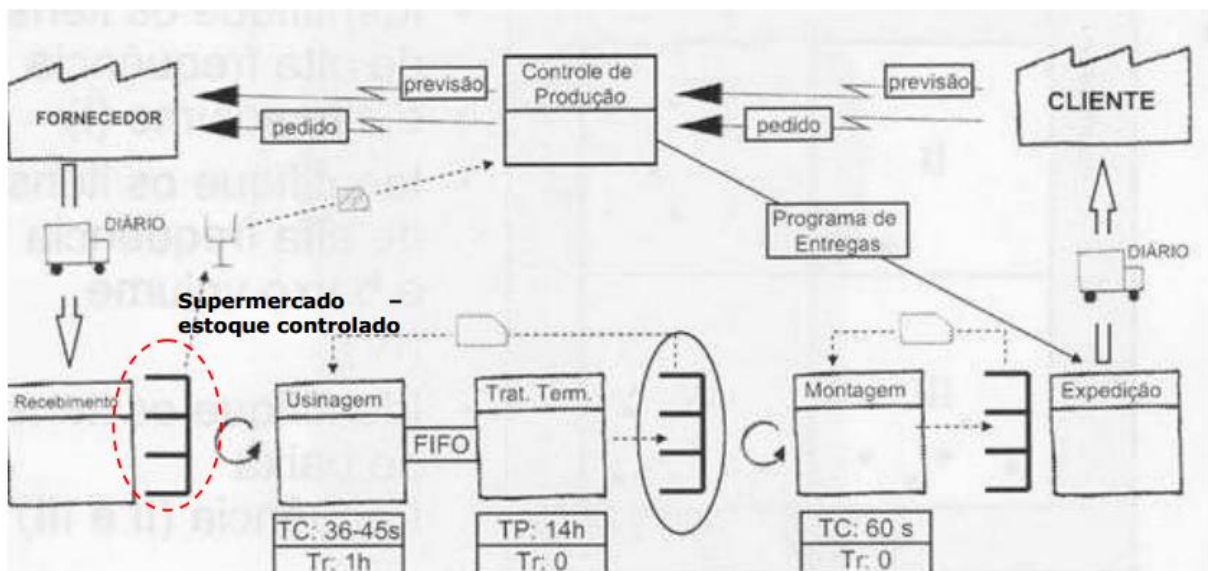 FORNECEDOR
previsão
pedido
Controle de
Produção
previsão
pedido
CLIENTE
DIÁRIO
Programa de
Entregas
DIÁRIO
Supermercado –
estoque controlado
Recebimento
Usinagem
FIFO
Trat. Term.
Montagem
Expedição
TC: 36-45s
Tr: 1h
TP: 14h
Tr: 0
TC: 60 s
Tr: 0